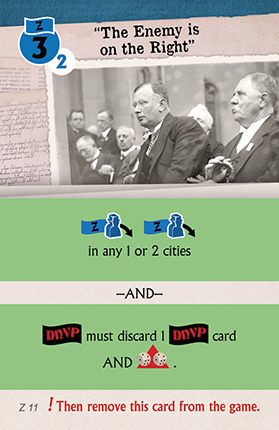 Z
3
2
"The Enemy is
on the Right"
Z Z
in any 1 or 2 cities
–AND–
DNVP must discard 1 DNVP card
AND .
Z 11 ! Then remove this card from the game.